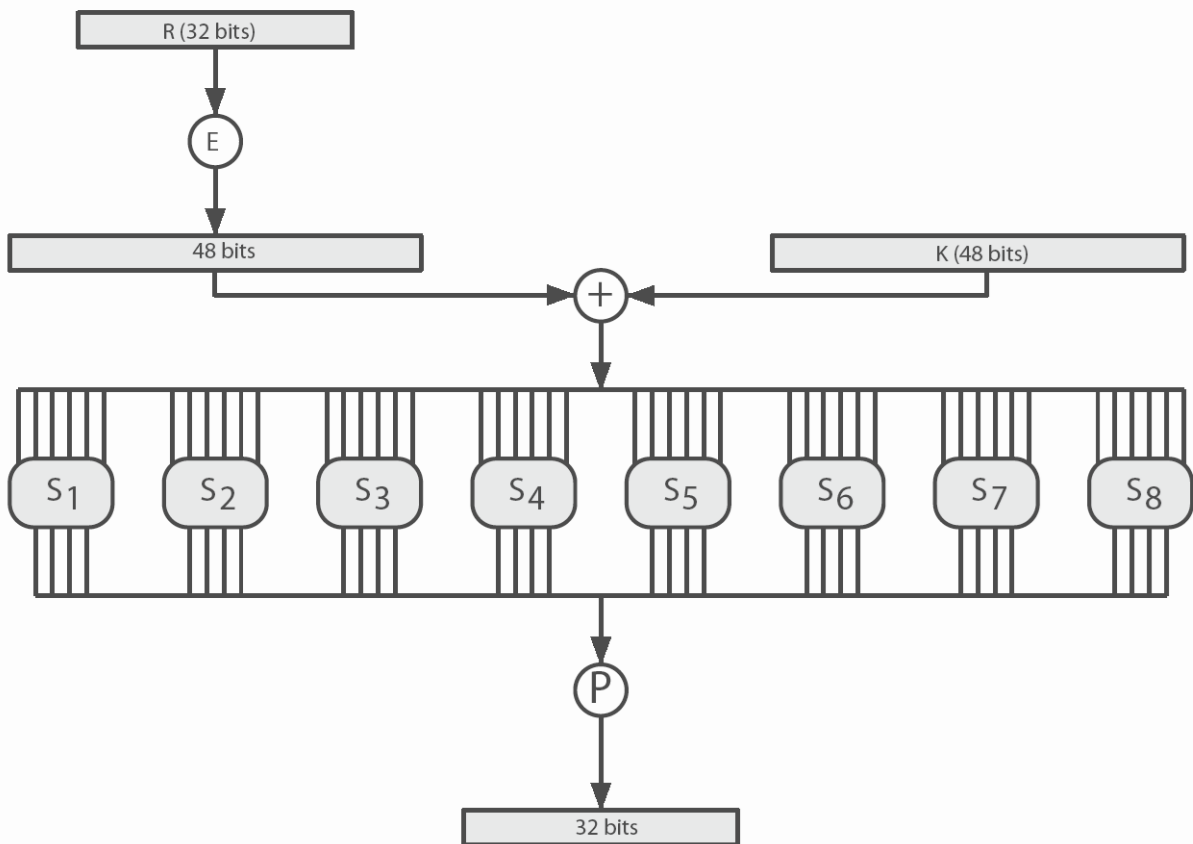 R (32 bits)
E
48 bits
K (48 bits)
+
S1 S2 S3 S4 S5 S6 S7 S8
P
32 bits